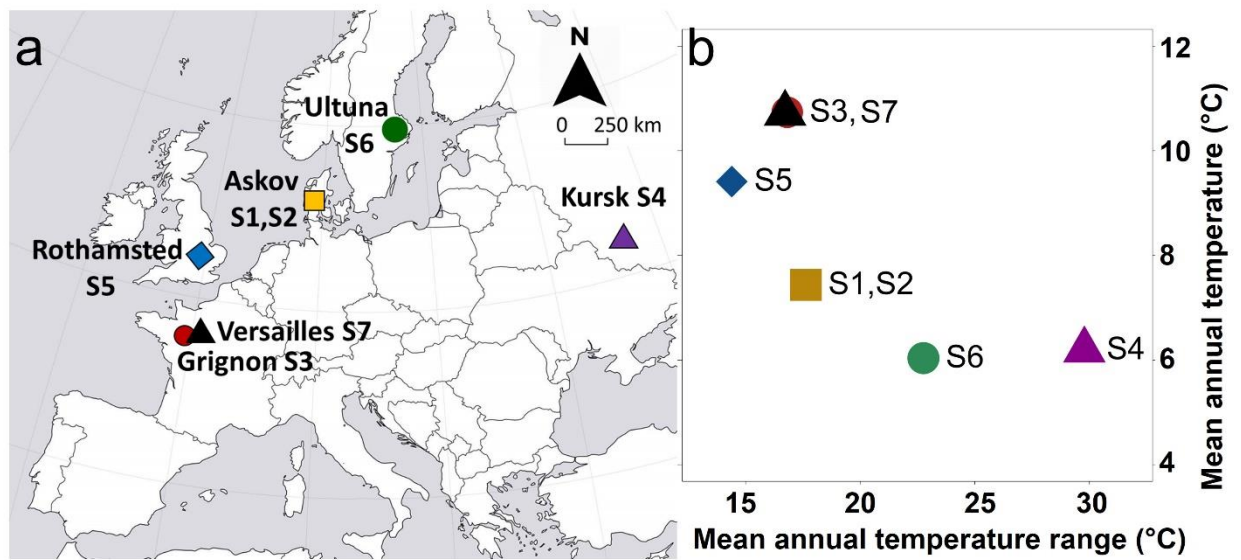 a
N
0 250 km
Ultuna
S6
Askov
S1,S2
Kursk S4
Rothamsted
S5
Versailles S7
Grignon S3
b
S3, S7
S5
S1,S2
S6
S4
12
10
8
6
4
Mean annual temperature (°C)
15 20 25 30
Mean annual temperature range (°C)